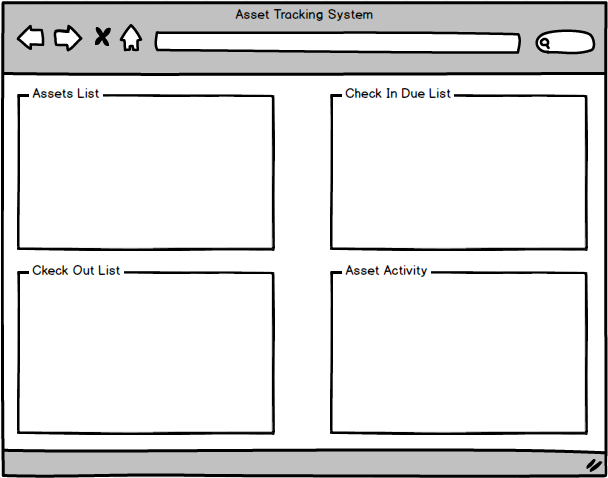 Asset Tracking System
Assets List
Check In Due List
Ckeck Out List
Asset Activity